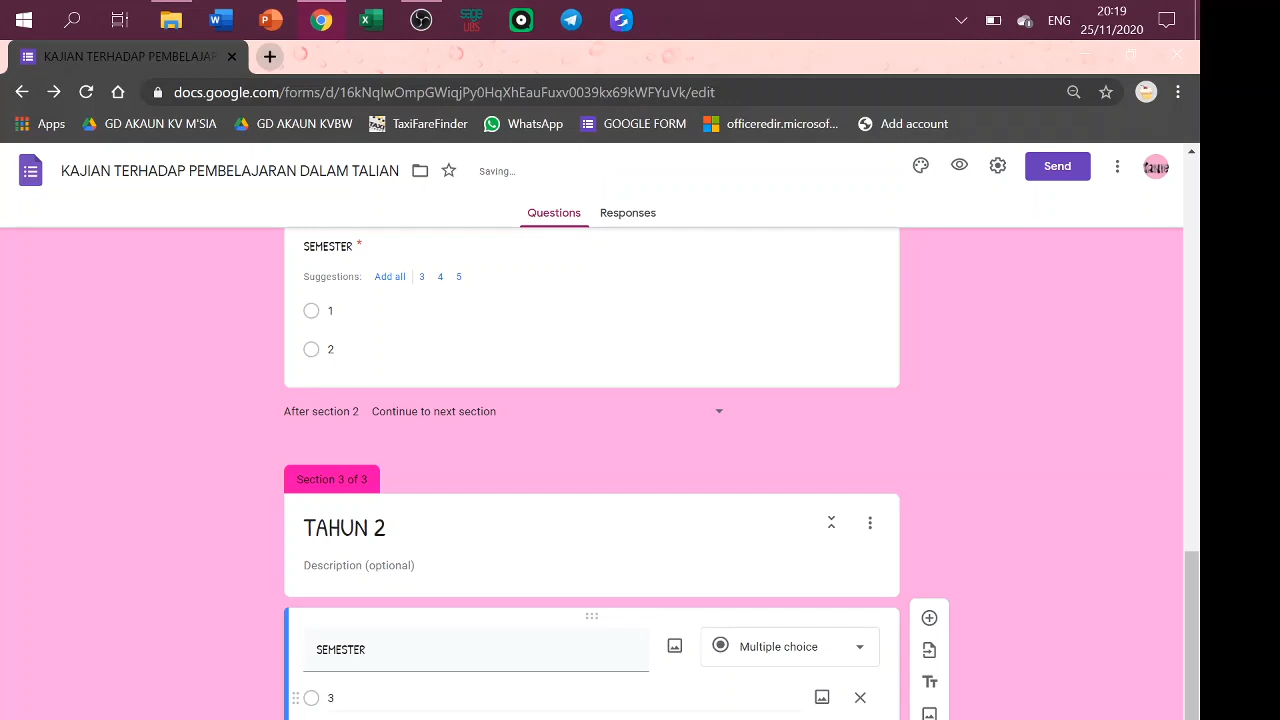 sage
UBS
ENG
20:19
25/11/2020
KAJIAN TERHADAP PEMBELAJAR
docs.google.com/forms/d/16kNqlwOmpGWiqjPy0HqXhEauFuxv0039kx69kWFYuVk/edit
Apps
GD AKAUN KV M'SIA
GD AKAUN KVBW
TaxiFareFinder
WhatsApp
GOOGLE FORM
officeredir.microsof...
Add account
KAJIAN TERHADAP PEMBELAJARAN DALAM TALIAN
Saving...
Send
Questions
Responses
SEMESTER *
Suggestions: Add all 3 4 5
1
2
After section 2 Continue to next section
Section 3 of 3
TAHUN 2
Description (optional)
SEMESTER
Multiple choice
3